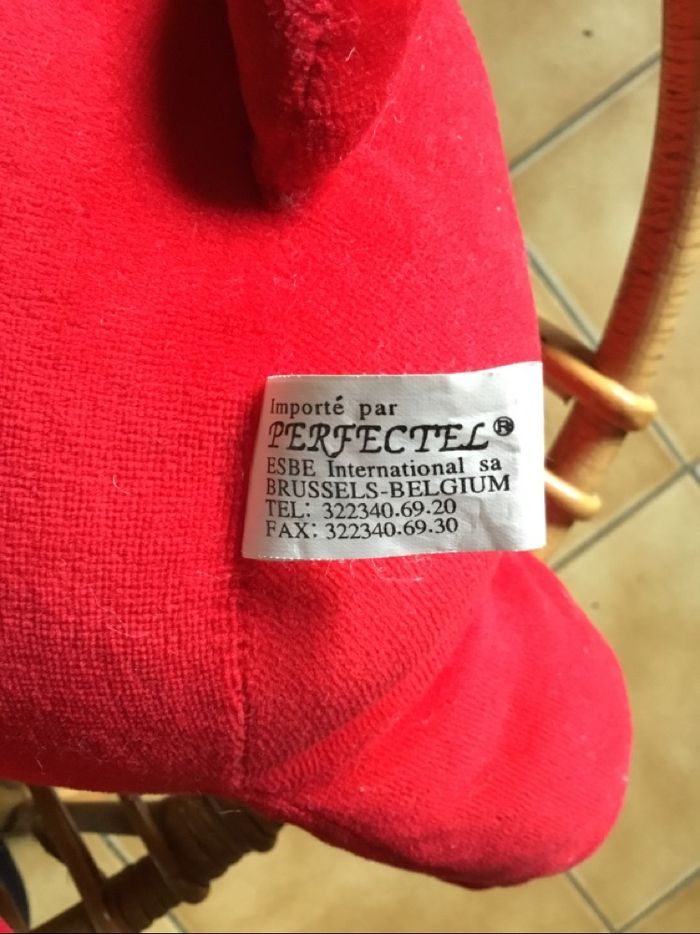 Importé par
PERFECTEL®
ESBE International sa
BRUSSELS-BELGIUM
TEL: 322340.69.20
FAX: 322340.69.30